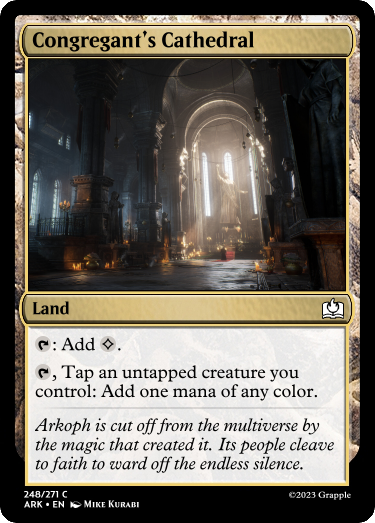 Congregant's Cathedral
Land
: Add .
, Tap an untapped creature you
control: Add one mana of any color.
Arkoph is cut off from the multiverse by
the magic that created it. Its people cleave
to faith to ward off the endless silence.
248/271 C
ARK • EN Mike Kurabi
©2023 Grapple